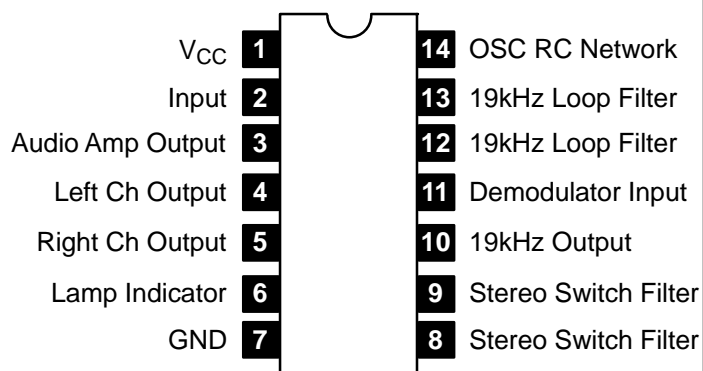 VCC 1 14 OSC RC Network
Input 2 13 19kHz Loop Filter
Audio Amp Output 3 12 19kHz Loop Filter
Left Ch Output 4 11 Demodulator Input
Right Ch Output 5 10 19kHz Output
Lamp Indicator 6 9 Stereo Switch Filter
GND 7 8 Stereo Switch Filter